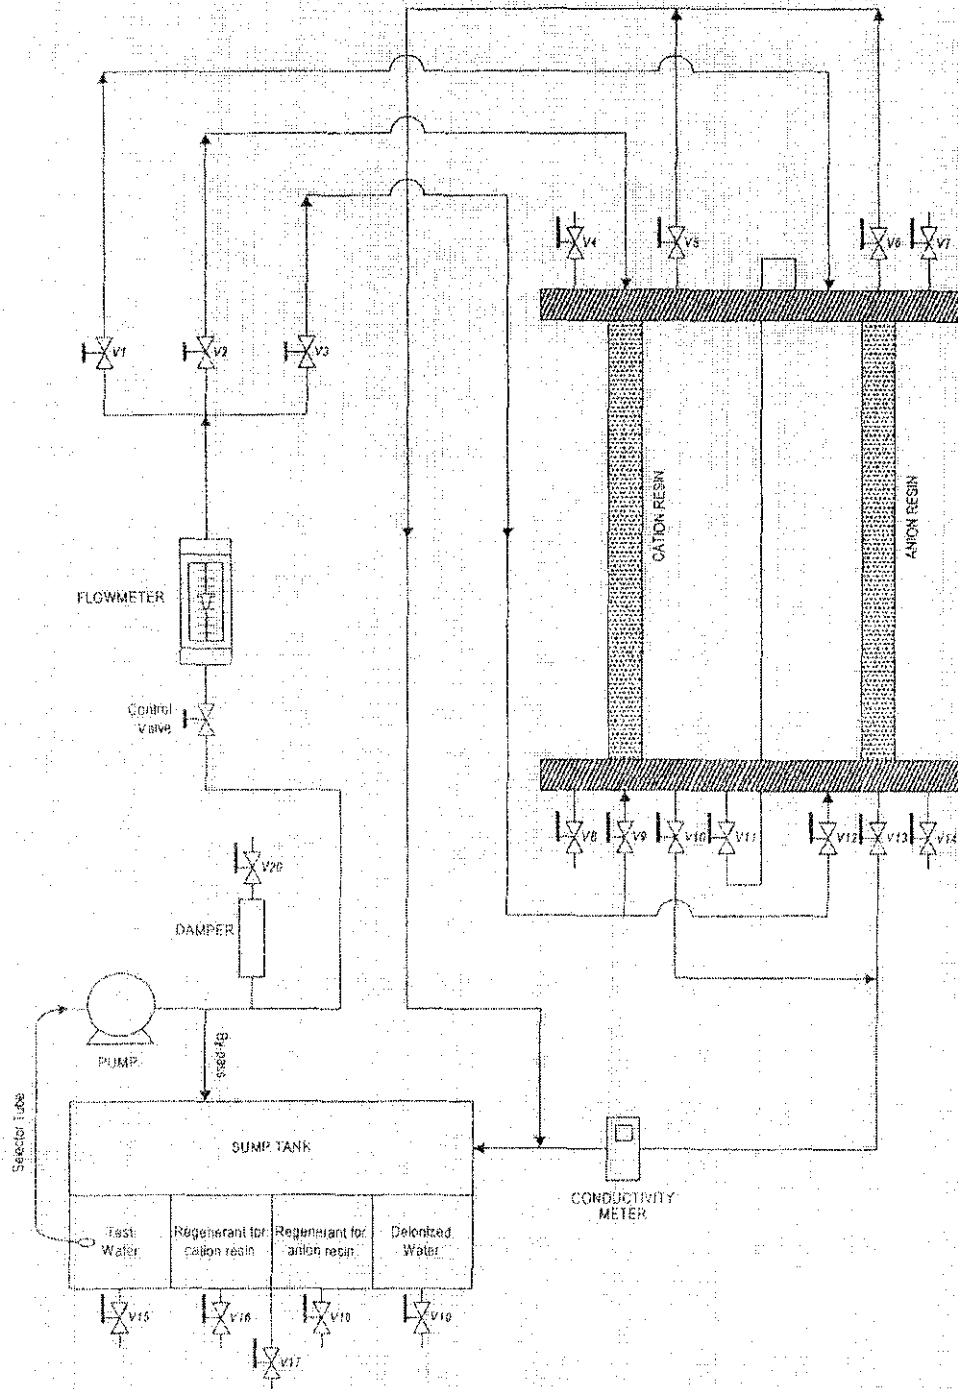 V4
V5
V6
V7
V1
V2
V3
CATION RESIN
ANION RESIN
FLOWMETER
Control
Valve
V8
V9
V10
V11
V12
V13
V14
V20
DAMPER
PUMP
By-pass
Selector Tube
SUMP TANK
CONDUCTIVITY
METER
Test
Water
Regenerant for
cation resin
Regenerant for
anion resin
Deionized
Water
V15
V16
V18
V19
V17